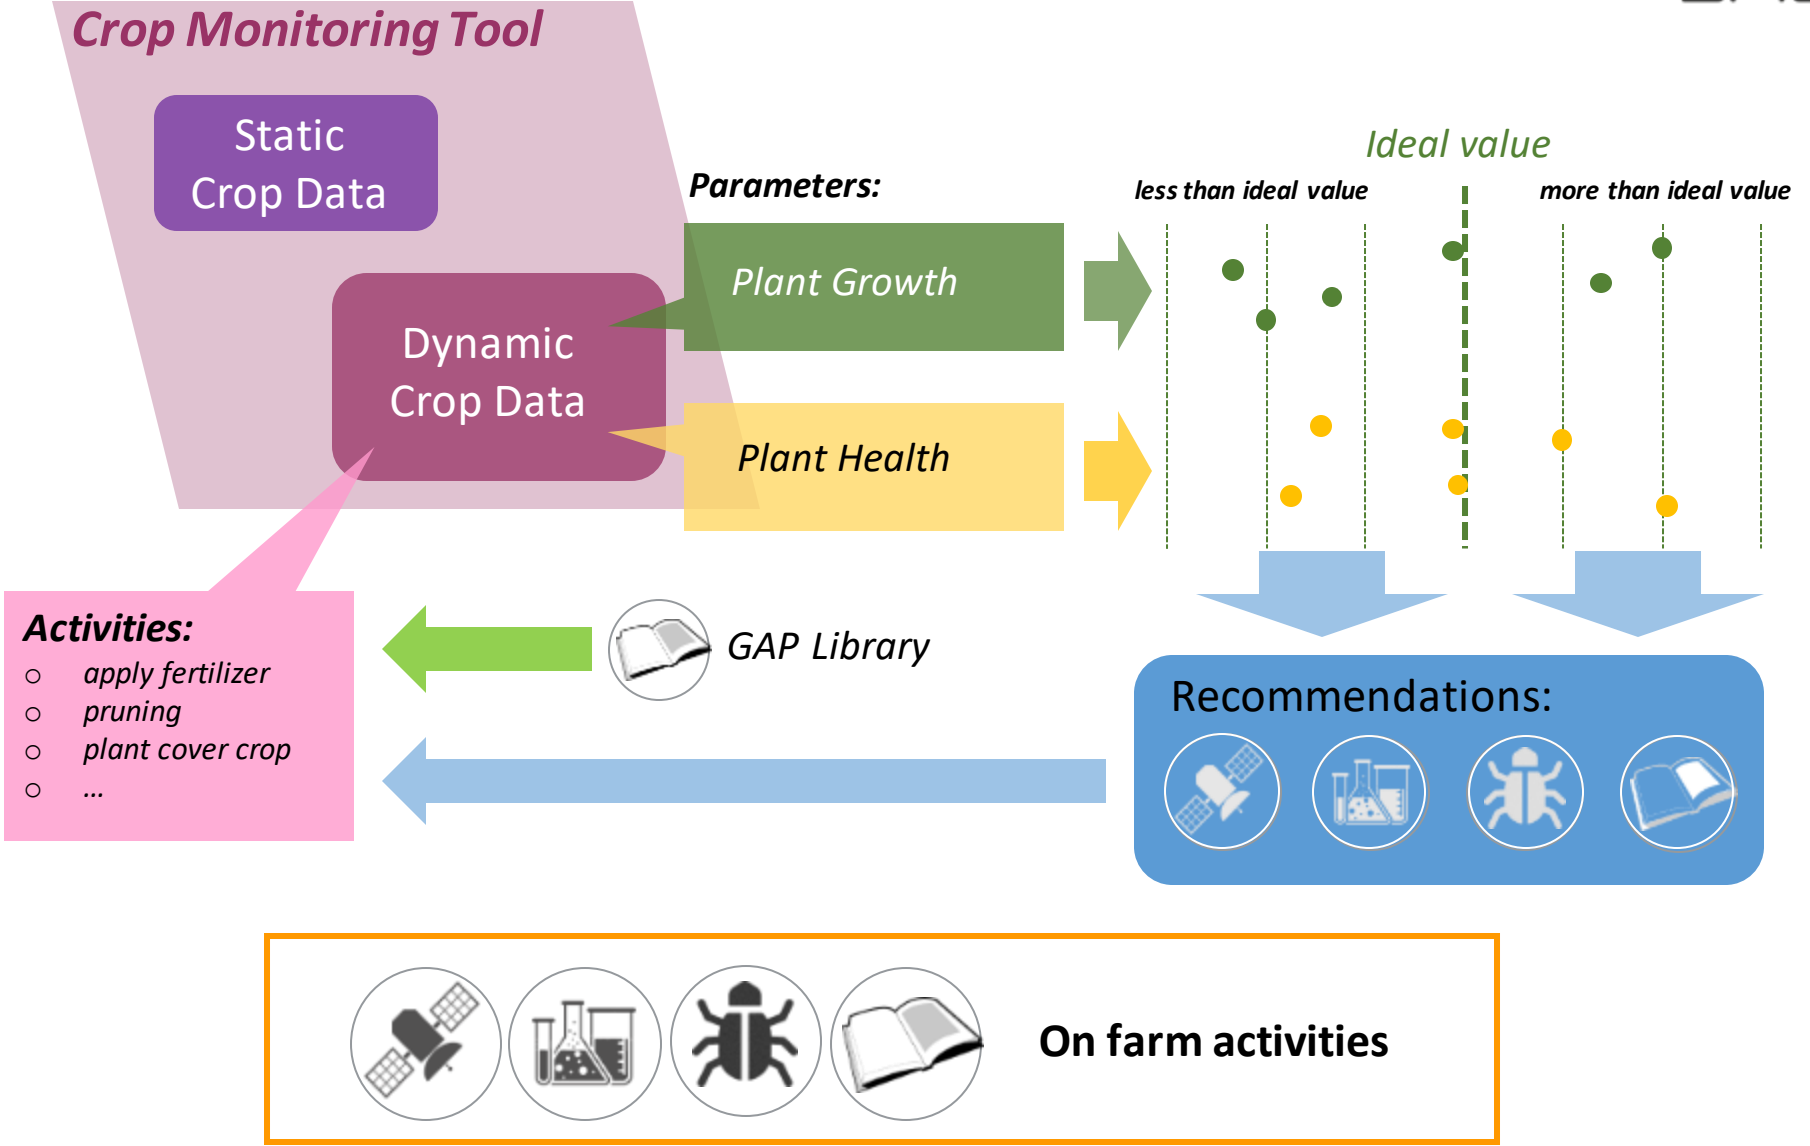 Crop Monitoring Tool
Static
Crop Data
Dynamic
Crop Data
Parameters:
Plant Growth
Plant Health
Ideal value
less than ideal value
more than ideal value
Activities:
o apply fertilizer
o pruning
o plant cover crop
o ...
GAP Library
Recommendations:
On farm activities